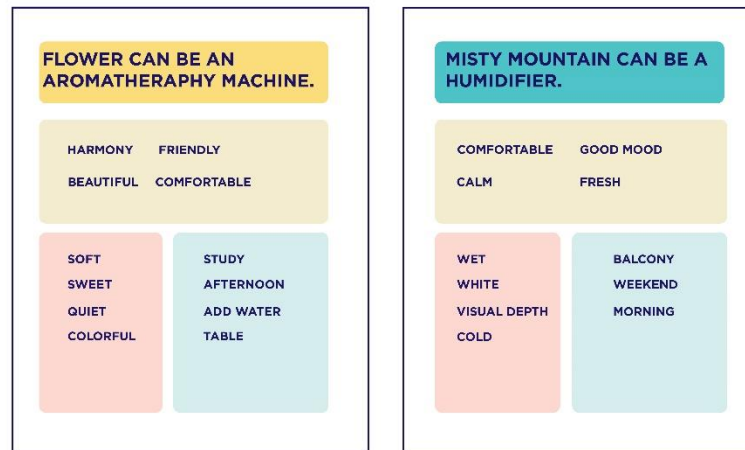 FLOWER CAN BE AN
AROMATHERAPHY MACHINE.
HARMONY FRIENDLY
BEAUTIFUL COMFORTABLE
SOFT
SWEET
QUIET
COLORFUL
STUDY
AFTERNOON
ADD WATER
TABLE
MISTY MOUNTAIN CAN BE A
HUMIDIFIER.
COMFORTABLE GOOD MOOD
CALM FRESH
WET
WHITE
VISUAL DEPTH
COLD
BALCONY
WEEKEND
MORNING